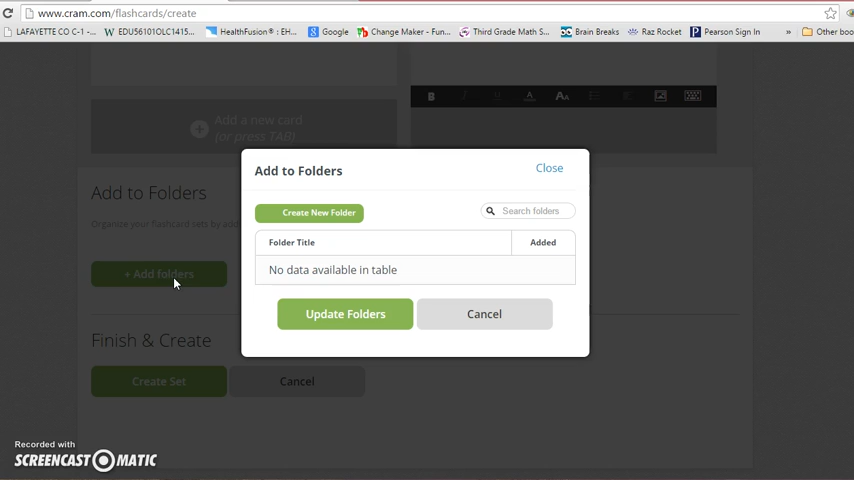 www.cram.com/flashcards/create
LAFAYETTE CO C-1 -... EDU56101OLC1415... HealthFusion® : EH... Google Change Maker - Fun... Third Grade Math S... Brain Breaks Raz Rocket Pearson Sign In » Other boo
B I U A AA
Add a new card
(or press TAB)
Add to Folders
Close
Add to Folders
Create New Folder
Search folders
Organize your flashcard sets by add
Folder Title Added
No data available in table
+ Add folders
Update Folders Cancel
Finish & Create
Create Set Cancel
Recorded with
SCREENCAST-O-MATIC